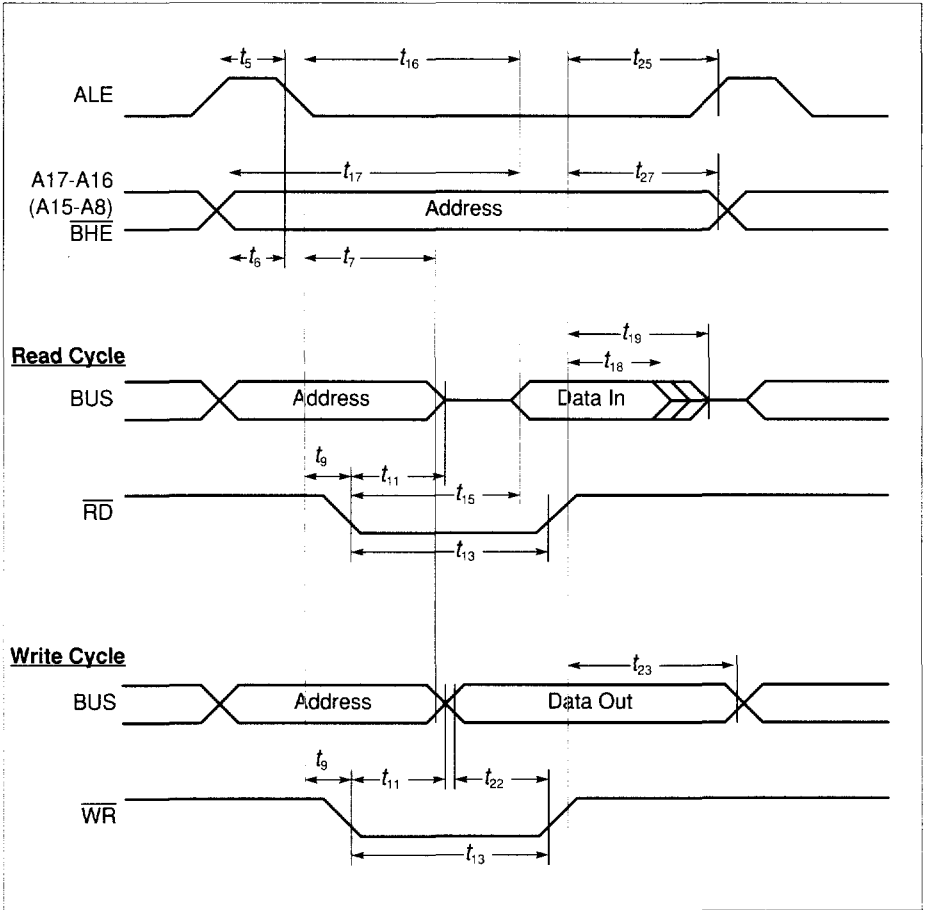 t5 t16 t25
ALE
t17 t27
A17-A16
(A15-A8)
BHE
Address
t6 t7
t19
Read Cycle
t18
BUS Address Data In
t9 t11
t15
RD
t13
Write Cycle
t23
BUS Address Data Out
t9 t11 t22
WR
t13